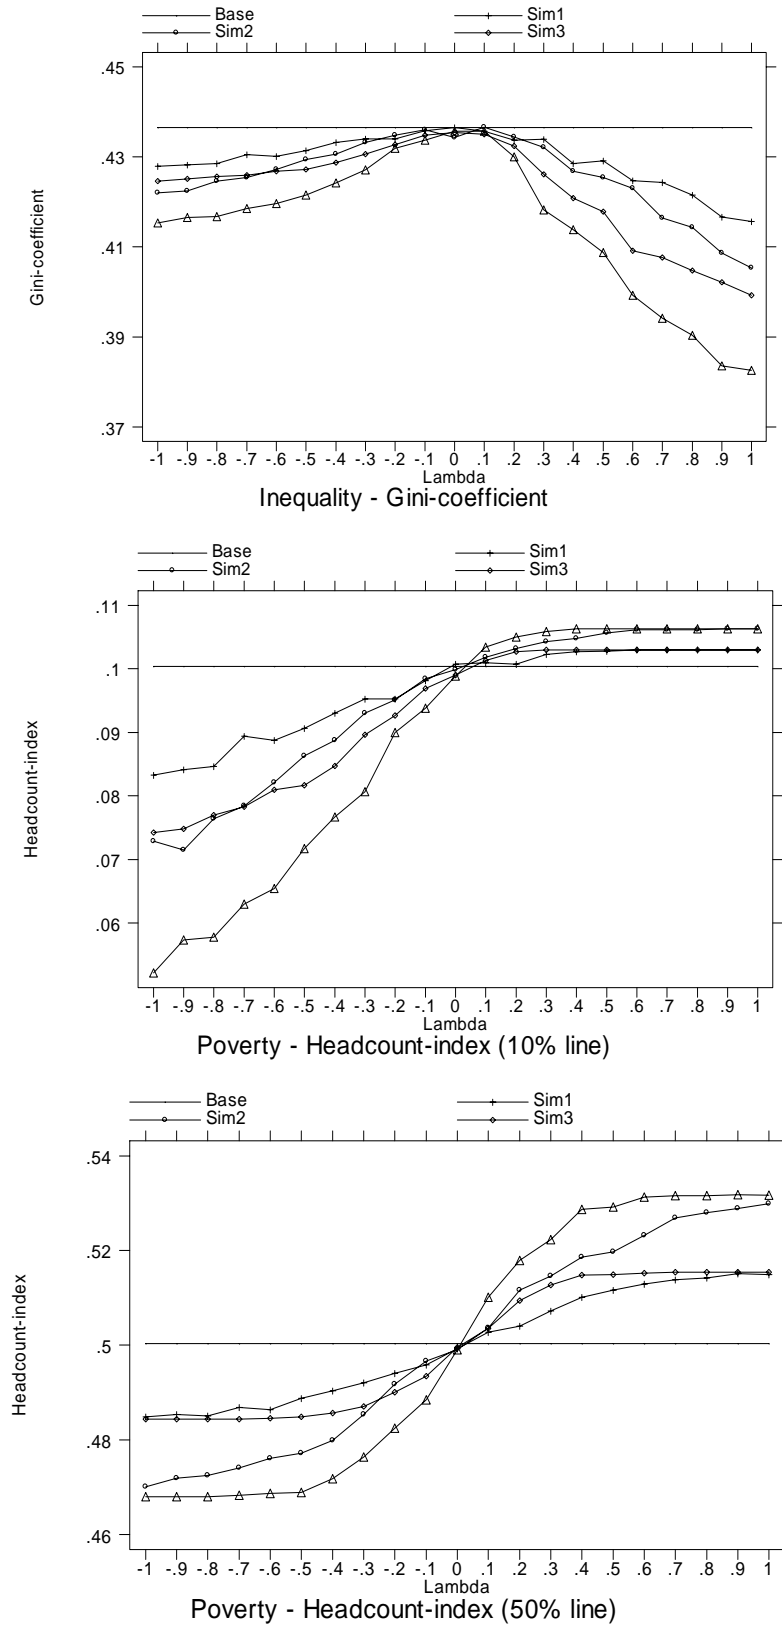 Base Sim1
Sim2 Sim3
.45
.43
.41
.39
.37
Gini-coefficient
-1 -.9 -.8 -.7 -.6 -.5 -.4 -.3 -.2 -.1 0 .1 .2 .3 .4 .5 .6 .7 .8 .9 1
Lambda
Inequality - Gini-coefficient
Base Sim1
Sim2 Sim3
.11
.1
.09
.08
.07
.06
Headcount-index
-1 -.9 -.8 -.7 -.6 -.5 -.4 -.3 -.2 -.1 0 .1 .2 .3 .4 .5 .6 .7 .8 .9 1
Lambda
Poverty - Headcount-index (10% line)
Base Sim1
Sim2 Sim3
.54
.52
.5
.48
.46
Headcount-index
-1 -.9 -.8 -.7 -.6 -.5 -.4 -.3 -.2 -.1 0 .1 .2 .3 .4 .5 .6 .7 .8 .9 1
Lambda
Poverty - Headcount-index (50% line)